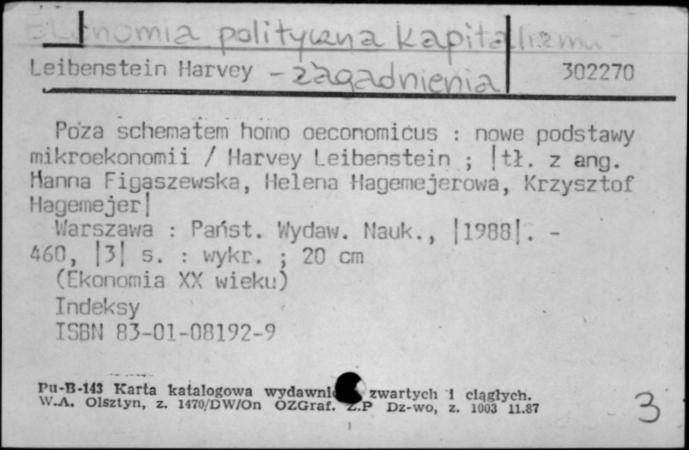 Ekonomia polityczna kapitalizmu -
Leibenstein Harvey - zagadnienia 302270
Poza schematem homo oeconomicus : nowe podstawy
mikroekonomii / Harvey Leibenstein ; |tł. z ang.
Hanna Figaszewska, Helena Hagemejerowa, Krzysztof
Hagemejer|
Warszawa : Państ. Wydaw. Nauk., |1988|. -
460, |3| s. : wykr. ; 20 cm
(Ekonomia XX wieku)
Indeksy
ISBN 83-01-08192-9
Pu-B-143 Karta katalogowa wydawnic zwartych i ciągłych.
W.A. Olsztyn, z. 1470/DW/On OZGraf. Z.P Dz-wo, z. 1003 11.87
3